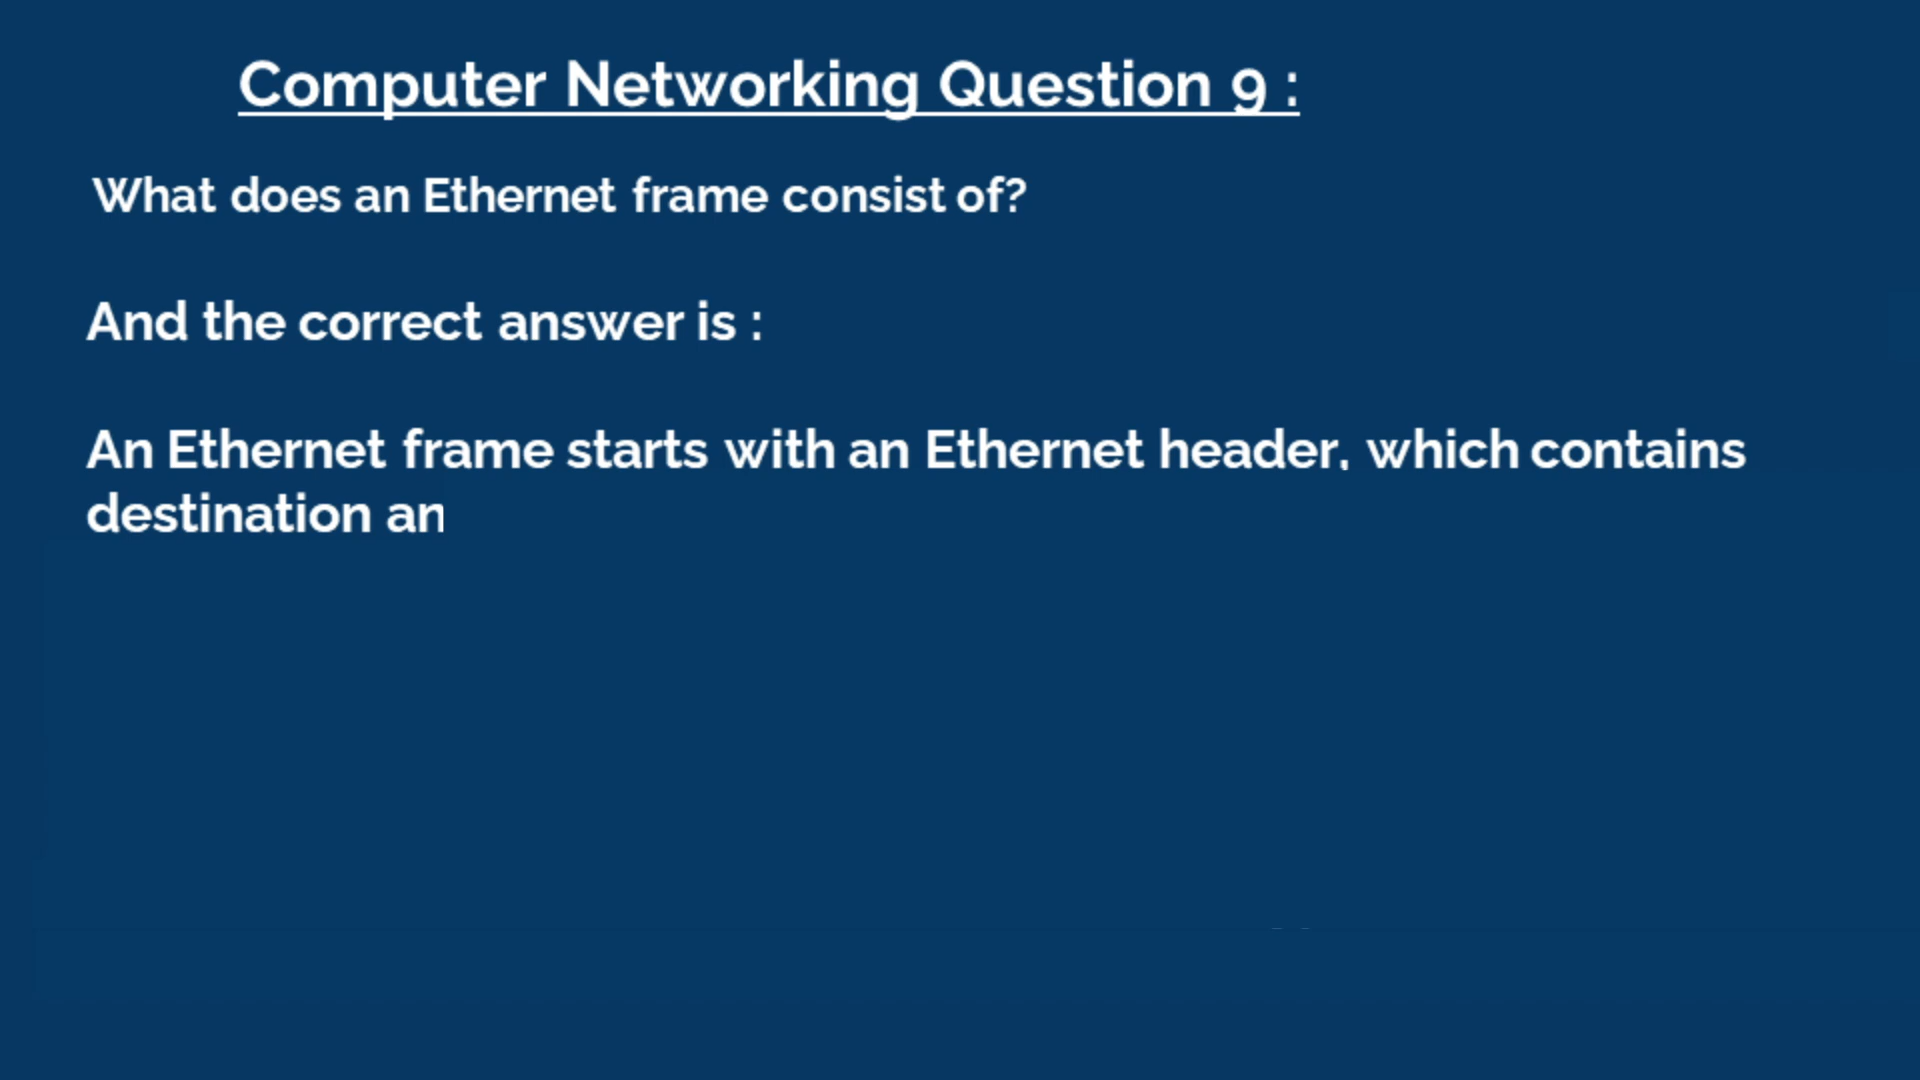 Computer Networking Question 9 :
What does an Ethernet frame consist of?
And the correct answer is :
An Ethernet frame starts with an Ethernet header, which contains
destination an